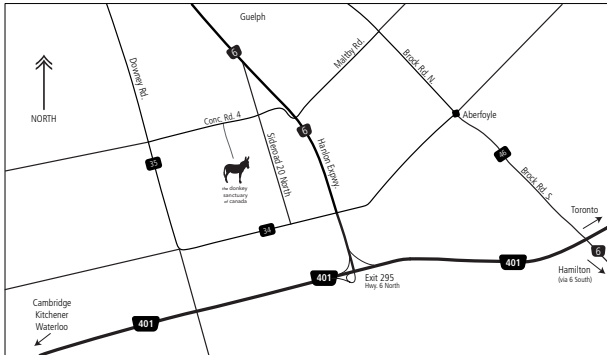 Guelph
6
Maltby Rd.
Brock Rd. N.
Downey Rd.
NORTH
Conc. Rd. 4
Aberfoyle
6
Sideroad 20 North
Hanlon Expwy.
35
46
the donkey
sanctuary
of canada
Brock Rd. S.
34
Toronto
6
401
Hamilton
(via 6 South)
401
Exit 295
Hwy. 6 North
Cambridge
Kitchener
Waterloo
401